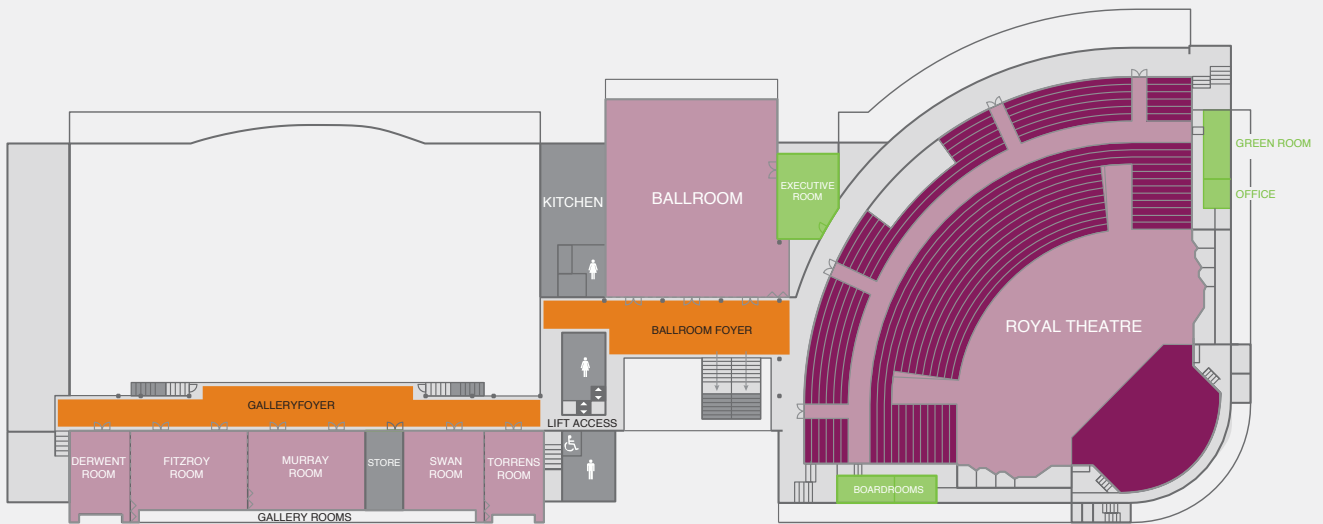 GREEN ROOM
OFFICE
EXECUTIVE
ROOM
KITCHEN
BALLROOM
ROYAL THEATRE
BALLROOM FOYER
GALLERYFOYER
LIFT ACCESS
DERWENT
ROOM
FITZROY
ROOM
MURRAY
ROOM
STORE
SWAN
ROOM
TORRENS
ROOM
BOARDROOMS
GALLERY ROOMS